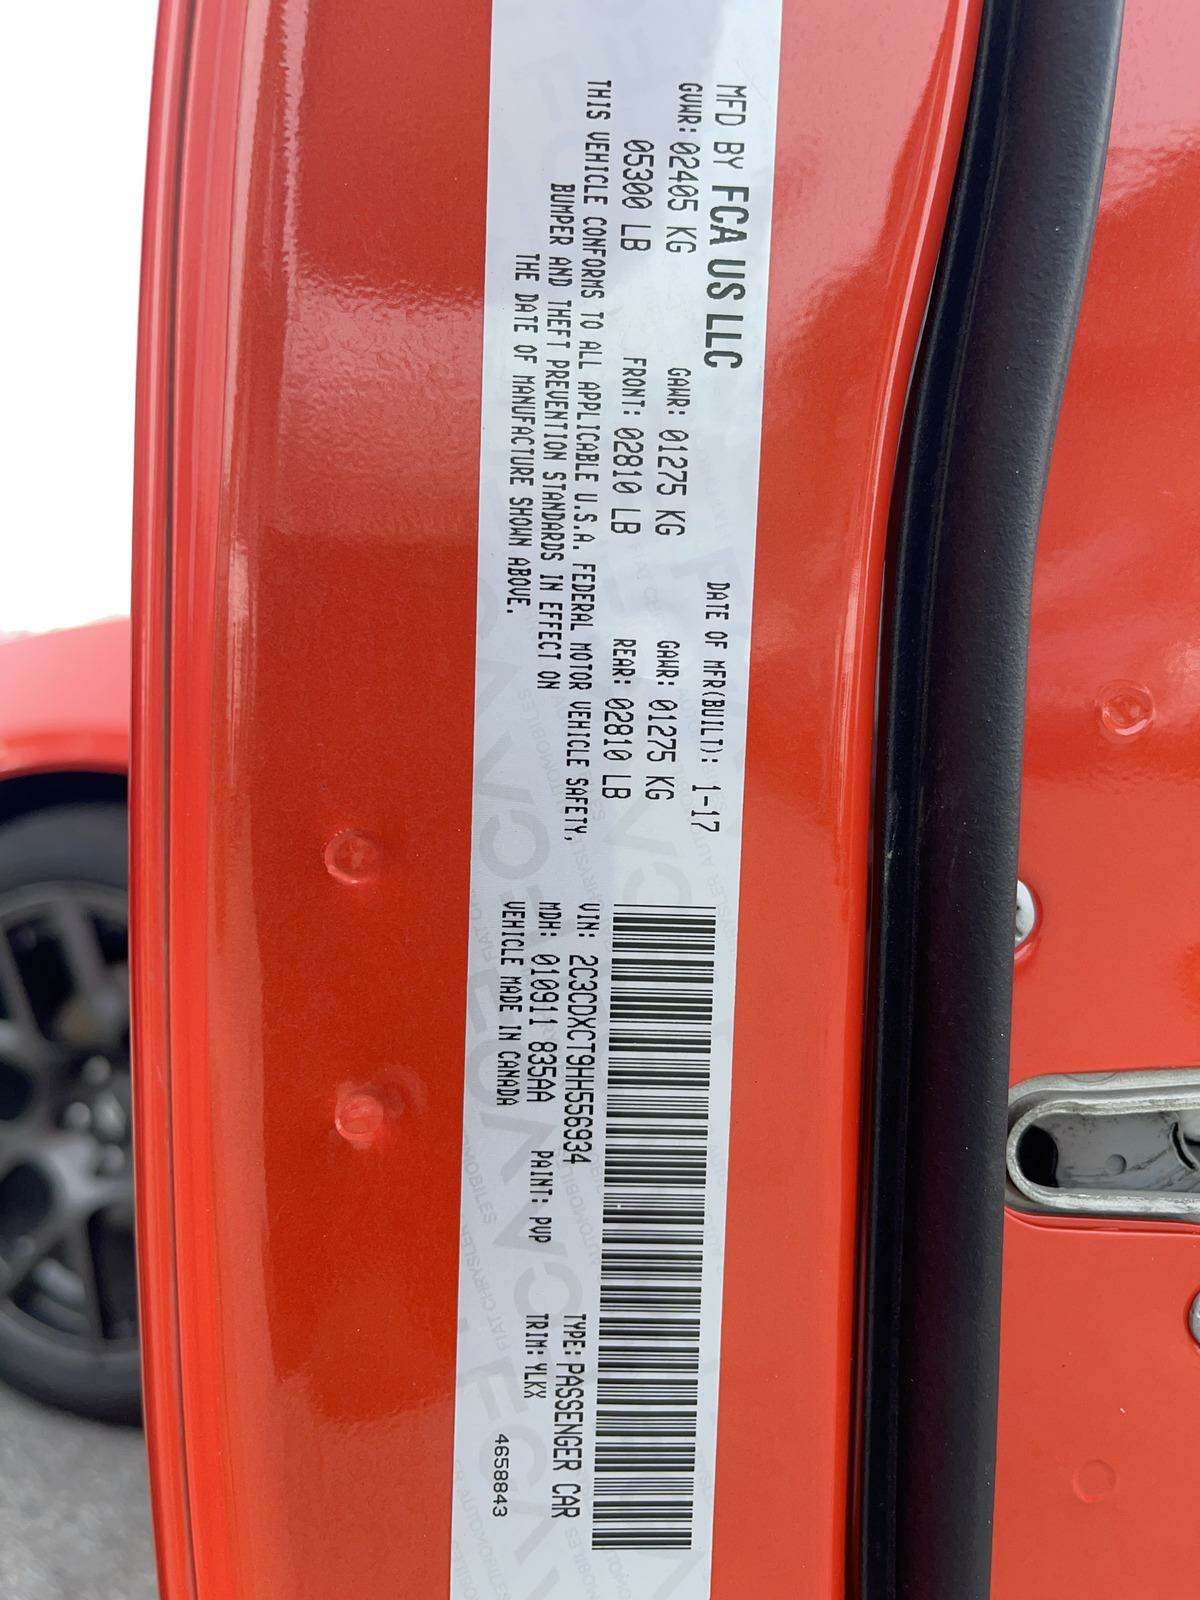 MFD BY FCA US LLC
DATE OF MFR(BUILT): 1-17
GVWR: 02405 KG
GAWR: 01275 KG
GAWR: 01275 KG
05300 LB
FRONT: 02810 LB
REAR: 02810 LB
THIS VEHICLE CONFORMS TO ALL APPLICABLE U.S.A. FEDERAL MOTOR VEHICLE SAFETY,
BUMPER AND THEFT PREVENTION STANDARDS IN EFFECT ON
THE DATE OF MANUFACTURE SHOWN ABOVE.
VIN: 2C3CDXCT9HH556934
TYPE: PASSENGER CAR
MDH: 010911 835AA
PAINT: PVP
TRIM: YLKX
VEHICLE MADE IN CANADA
4658843